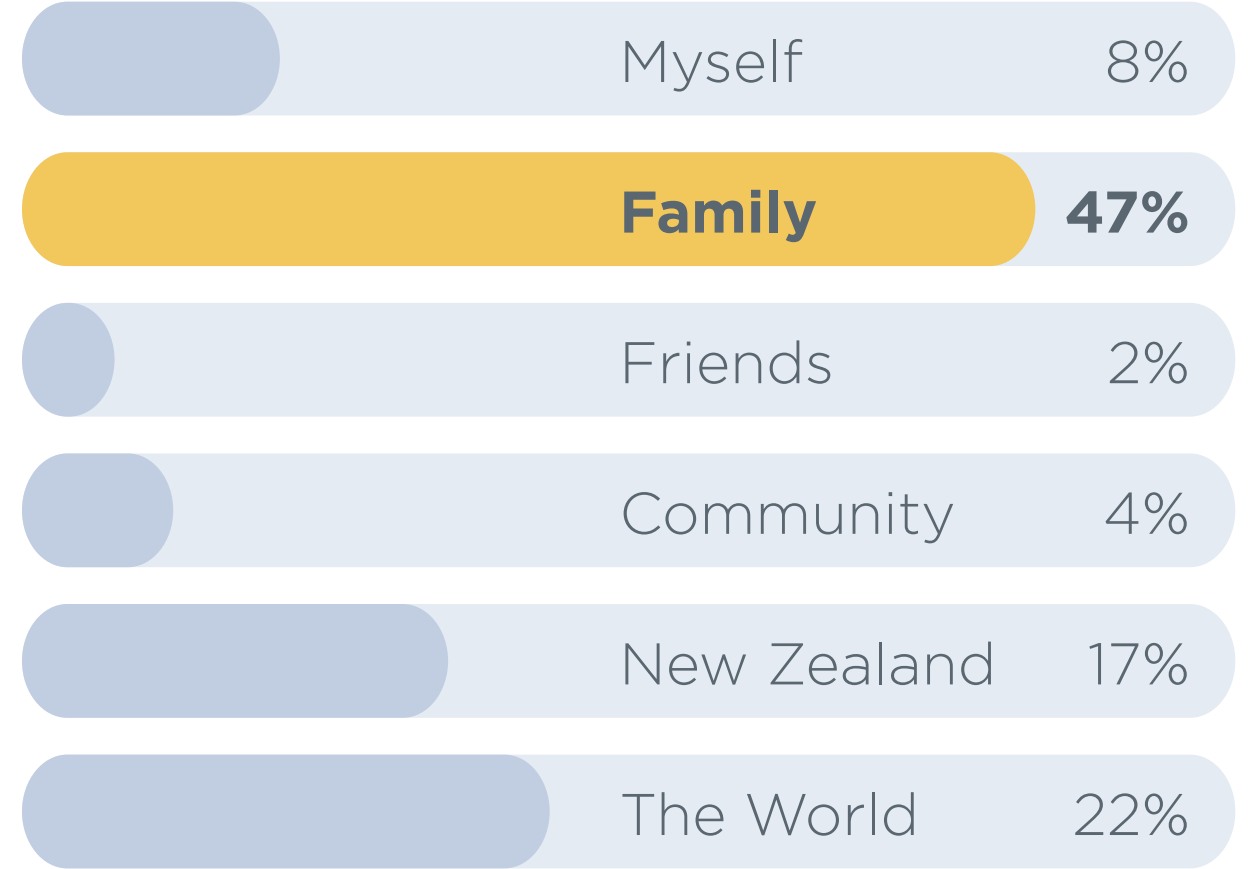 Myself 8%
Family 47%
Friends 2%
Community 4%
New Zealand 17%
The World 22%